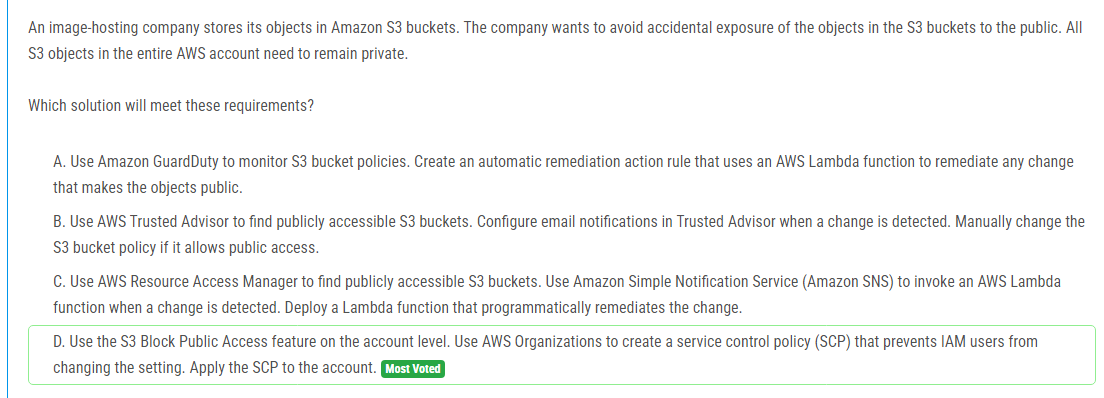 An image-hosting company stores its objects in Amazon S3 buckets. The company wants to avoid accidental exposure of the objects in the S3 buckets to the public. All
S3 objects in the entire AWS account need to remain private.
Which solution will meet these requirements?
A. Use Amazon GuardDuty to monitor S3 bucket policies. Create an automatic remediation action rule that uses an AWS Lambda function to remediate any change
that makes the objects public.
B. Use AWS Trusted Advisor to find publicly accessible S3 buckets. Configure email notifications in Trusted Advisor when a change is detected. Manually change the
S3 bucket policy if it allows public access.
C. Use AWS Resource Access Manager to find publicly accessible S3 buckets. Use Amazon Simple Notification Service (Amazon SNS) to invoke an AWS Lambda
function when a change is detected. Deploy a Lambda function that programmatically remediates the change.
D. Use the S3 Block Public Access feature on the account level. Use AWS Organizations to create a service control policy (SCP) that prevents IAM users from
changing the setting. Apply the SCP to the account. Most Voted